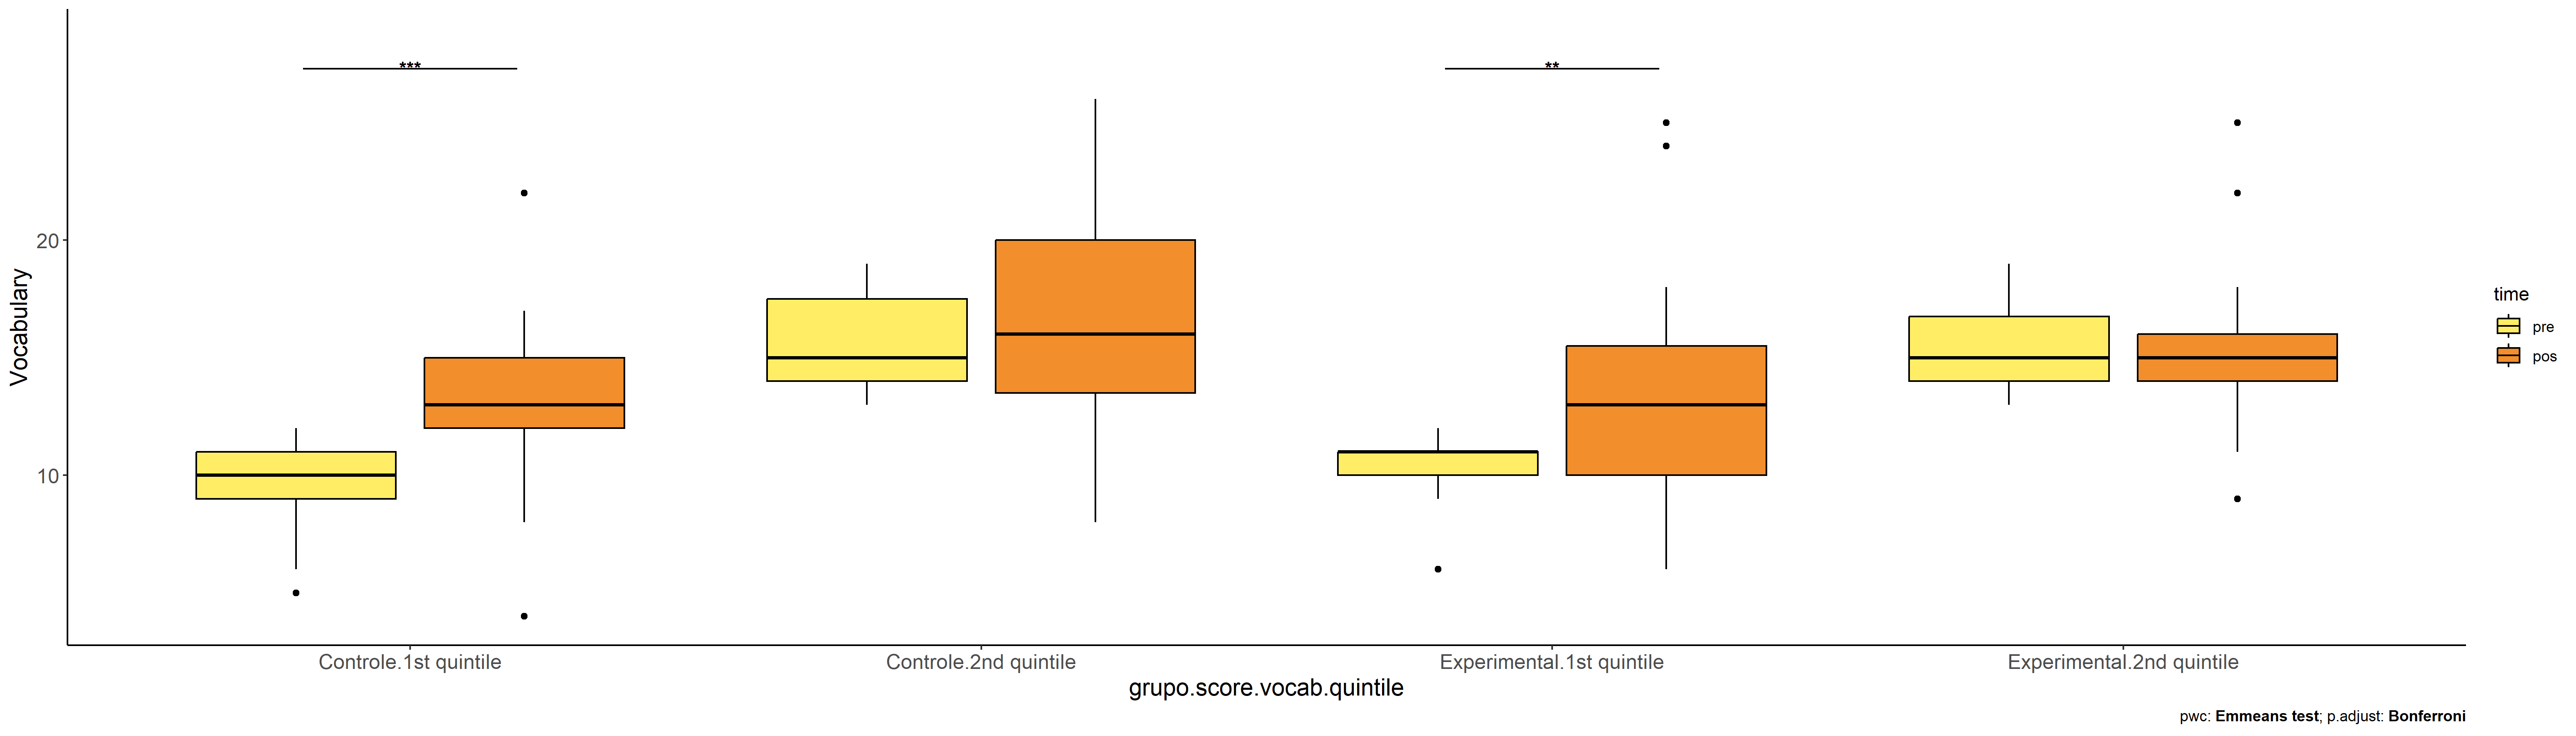 *** **
20
10
Vocabulary
Controle.1st quintile Controle.2nd quintile Experimental.1st quintile Experimental.2nd quintile
grupo.score.vocab.quintile
time
pre
pos
pwc: Emmeans test; p.adjust: Bonferroni